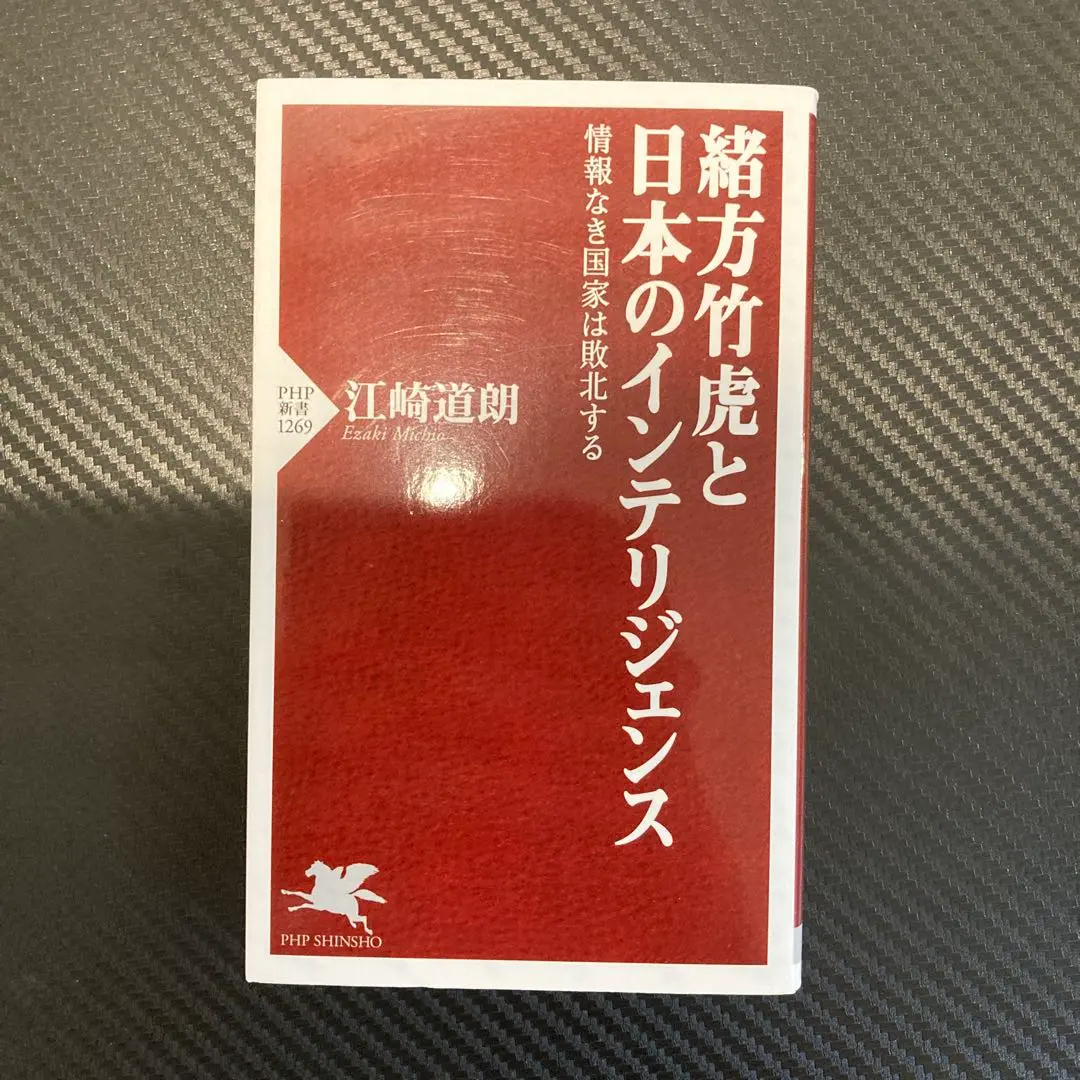 緒方竹虎と
日本のインテリジェンス
情報なき国家は敗北する
江崎道朗
Ezaki Michio
PHP
新書
1269
PHP SHINSHO